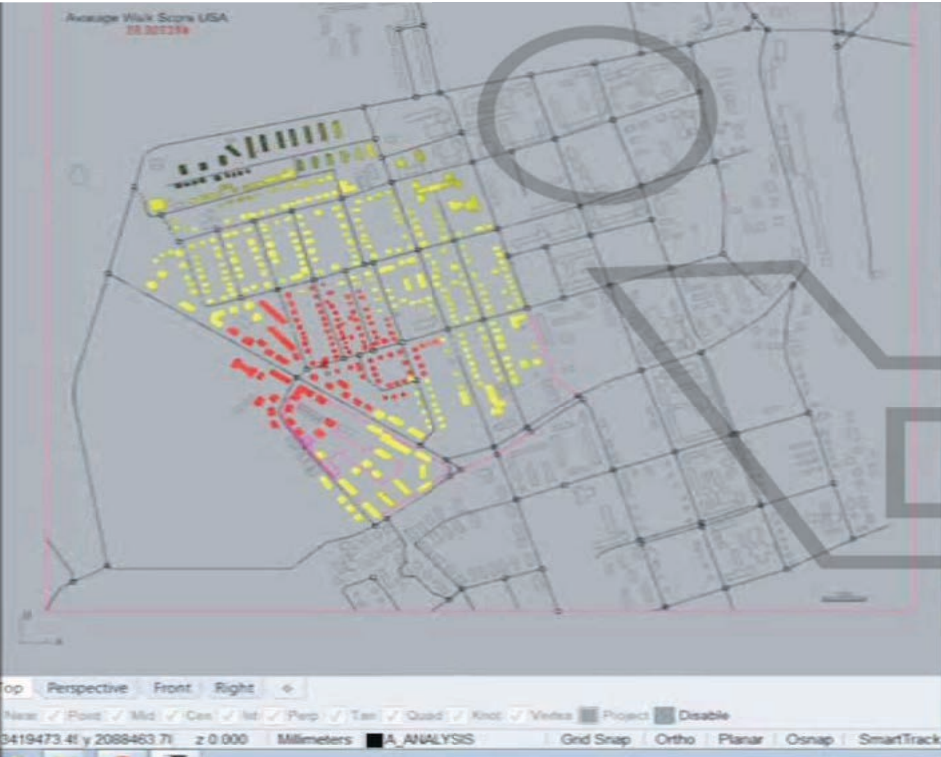 Average Walk Score USA
Top Perspective Front Right
Near Point Mid Cen Int Perp Tan Quad Knot Vertex Project Disable
z 0.000 Millimeters A_ANALYSIS Grid Snap Ortho Planar Osnap SmartTrack